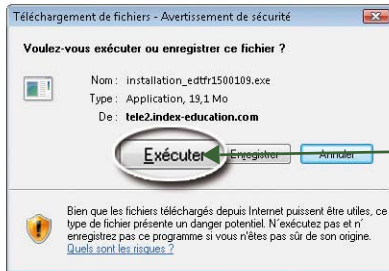 Téléchargement de fichiers - Avertissement de sécurité
Voulez-vous exécuter ou enregistrer ce fichier ?
Nom : installation_edtfr1500109.exe
Type : Application, 19,1 Mo
De : tele2.index-education.com
Exécuter Enregistrer Annuler
Bien que les fichiers téléchargés depuis Internet puissent être utiles, ce
type de fichier présente un danger potentiel. N'exécutez pas et n'
enregistrez pas ce programme si vous n'êtes pas sûr de son origine.
Quels sont les risques ?